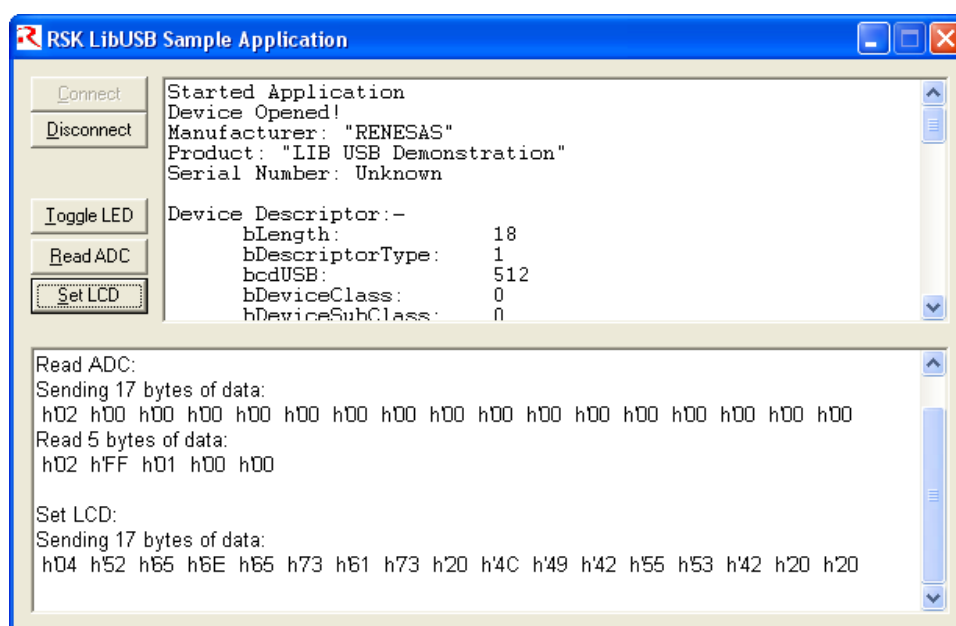 RSK LibUSB Sample Application
Connect
Disconnect
Toggle LED
Read ADC
Set LCD
Started Application
Device Opened!
Manufacturer: "RENESAS"
Product: "LIB USB Demonstration"
Serial Number: Unknown
Device Descriptor:-
bLength: 18
bDescriptorType: 1
bcdUSB: 512
bDeviceClass: 0
bDeviceSubClass: 0
Read ADC:
Sending 17 bytes of data:
h'02 h'00 h'00 h'00 h'00 h'00 h'00 h'00 h'00 h'00 h'00 h'00 h'00 h'00 h'00 h'00 h'00
Read 5 bytes of data:
h'02 h'FF h'01 h'00 h'00
Set LCD:
Sending 17 bytes of data:
h'04 h'52 h'65 h'6E h'65 h'73 h'61 h'73 h'20 h'4C h'49 h'42 h'55 h'53 h'42 h'20 h'20